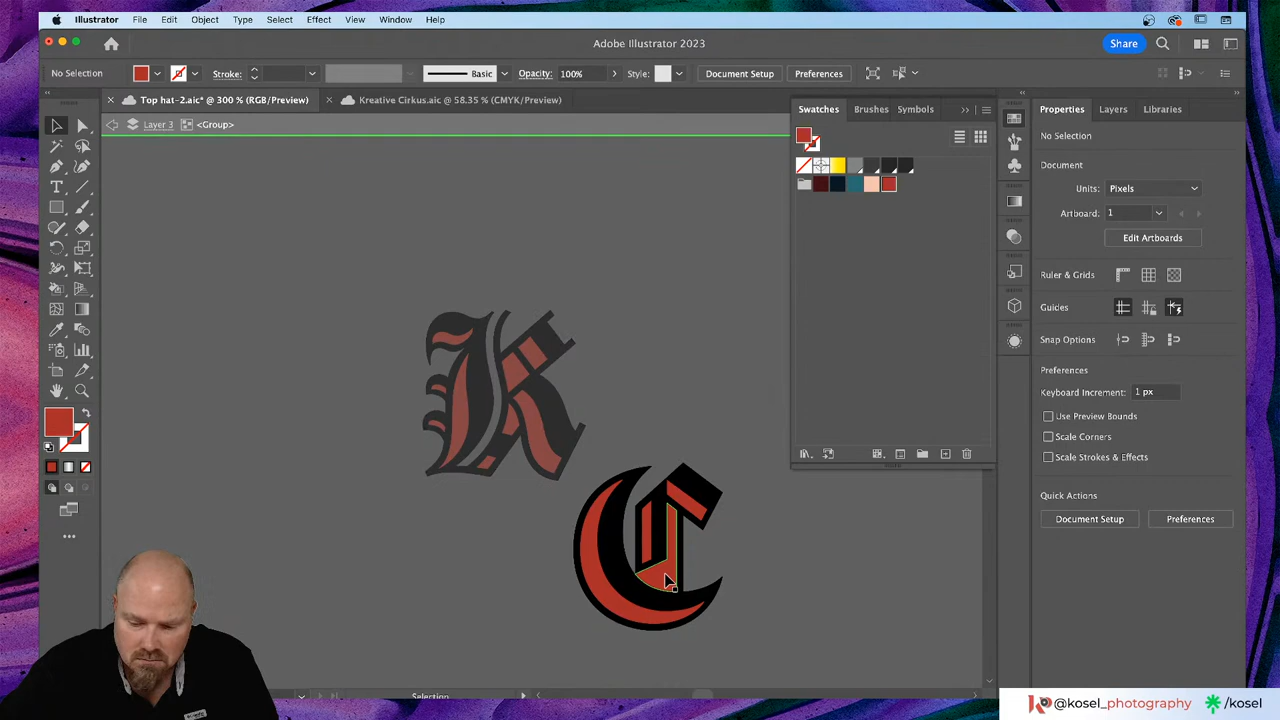 Illustrator File Edit Object Type Select Effect View Window Help
Adobe Illustrator 2023
Share
No Selection
Stroke:
Basic
Opacity: 100%
Style:
Document Setup
Preferences
Top hat-2.aic* @ 300 % (RGB/Preview)
Kreative Cirkus.aic @ 58.35 % (CMYK/Preview)
Layer 3 <Group>
Swatches Brushes Symbols
Properties Layers Libraries
No Selection
Document
Units: Pixels
Artboard: 1
Edit Artboards
Ruler & Grids
Guides
Snap Options
Preferences
Keyboard Increment: 1 px
Use Preview Bounds
Scale Corners
Scale Strokes & Effects
Quick Actions
Document Setup
Preferences
K
C
Selection
@kosel_photography /kosel